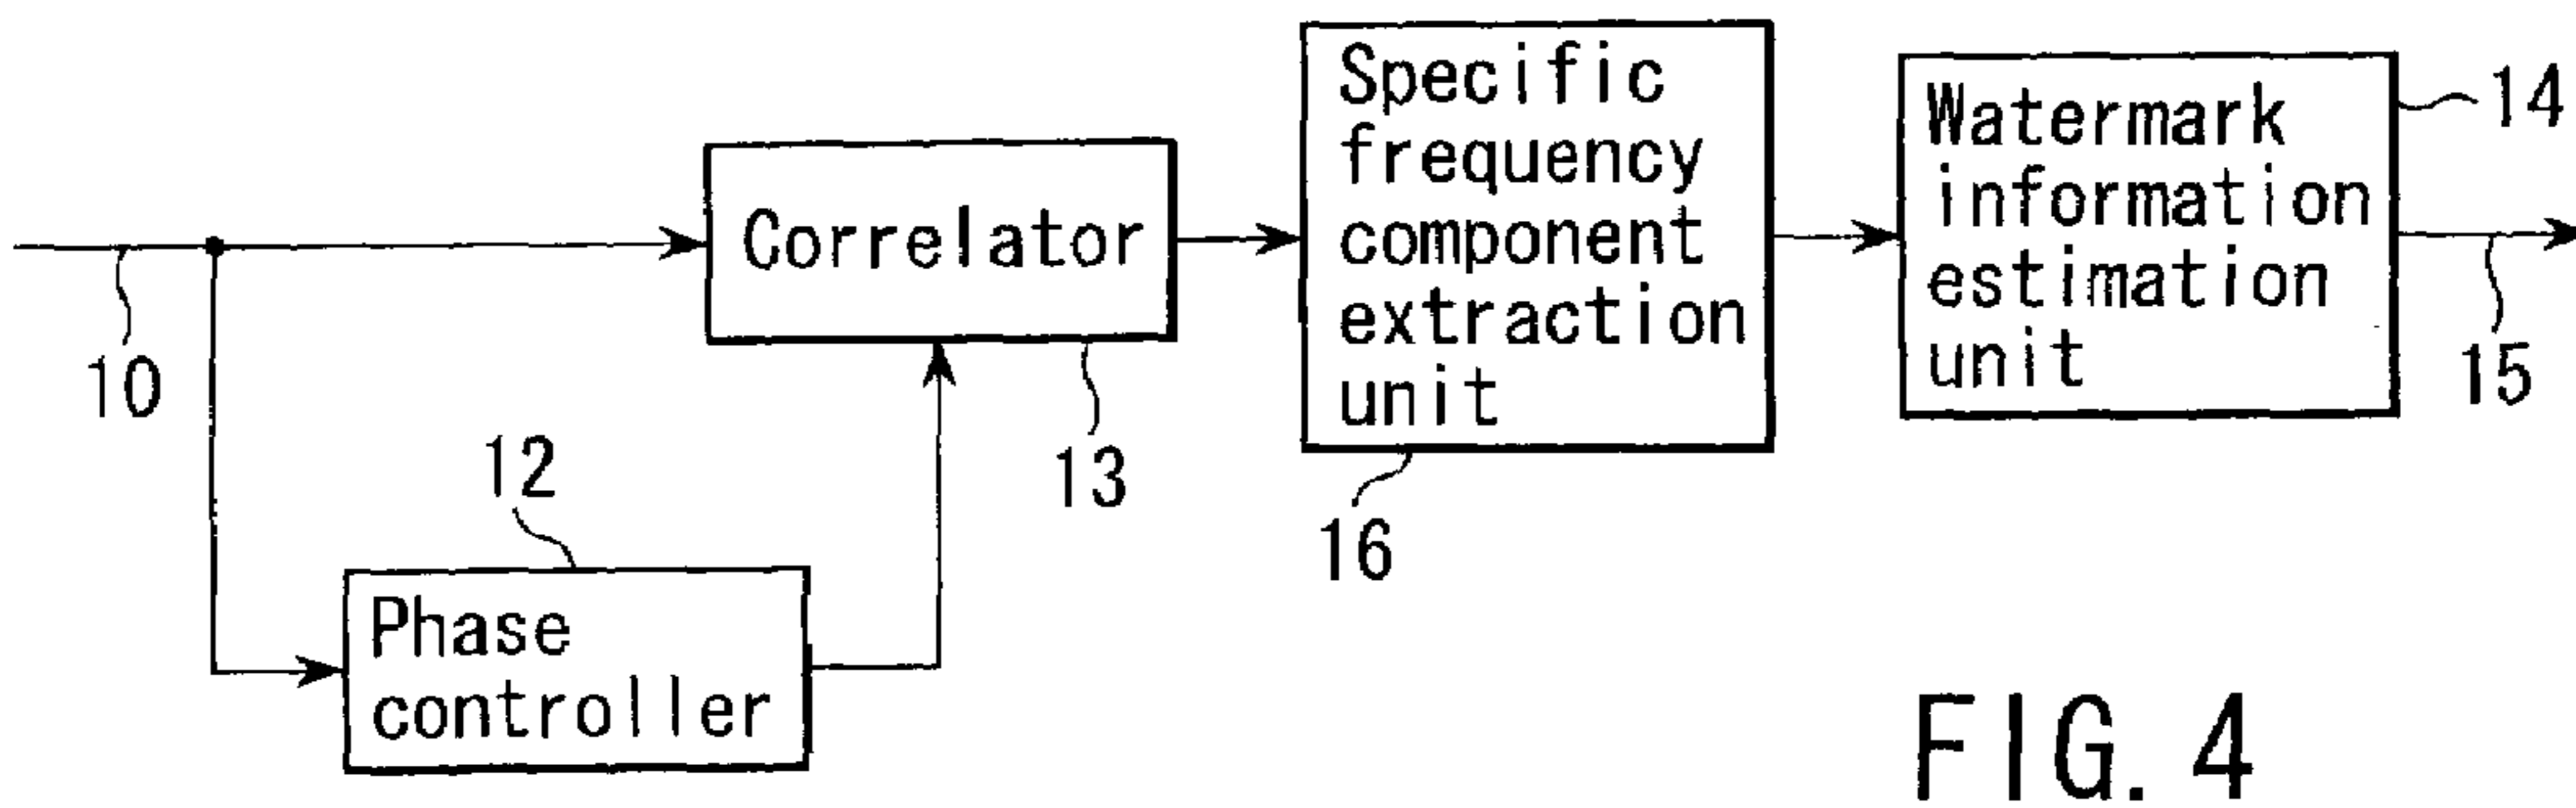 Specific
frequency
component
extraction
unit
16
Watermark
information
estimation
unit
14
15
Correlator
13
10
12
Phase
controller
FIG. 4